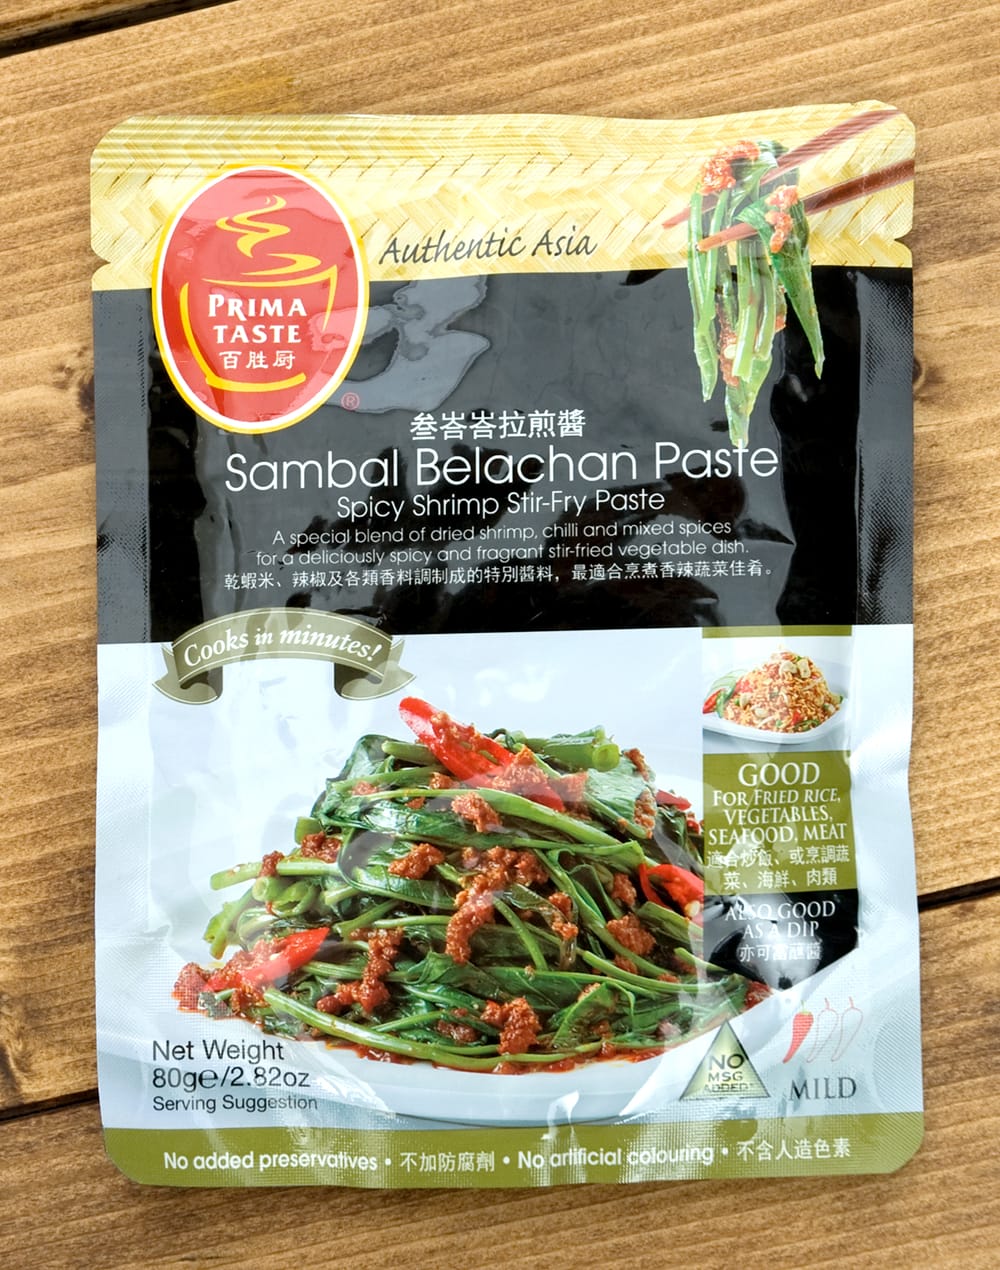 Authentic Asia
PRIMA
TASTE
百胜厨
®
叁峇峇拉煎醬
Sambal Belachan Paste
Spicy Shrimp Stir-Fry Paste
A special blend of dried shrimp, chilli and mixed spices
for a deliciously spicy and fragrant stir-fried vegetable dish.
乾蝦米、辣椒及各類香料調制成的特別醬料，最適合烹煮香辣蔬菜佳肴。
Cooks in minutes!
GOOD
FOR FRIED RICE,
VEGETABLES,
SEAFOOD, MEAT
適合炒飯、或烹調蔬
菜、海鮮、肉類
ALSO GOOD
AS A DIP
亦可當蘸醬
NO
MSG
ADDED*
MILD
Net Weight
80g℮/2.82oz
Serving Suggestion
No added preservatives • 不加防腐劑 • No artificial colouring • 不含人造色素